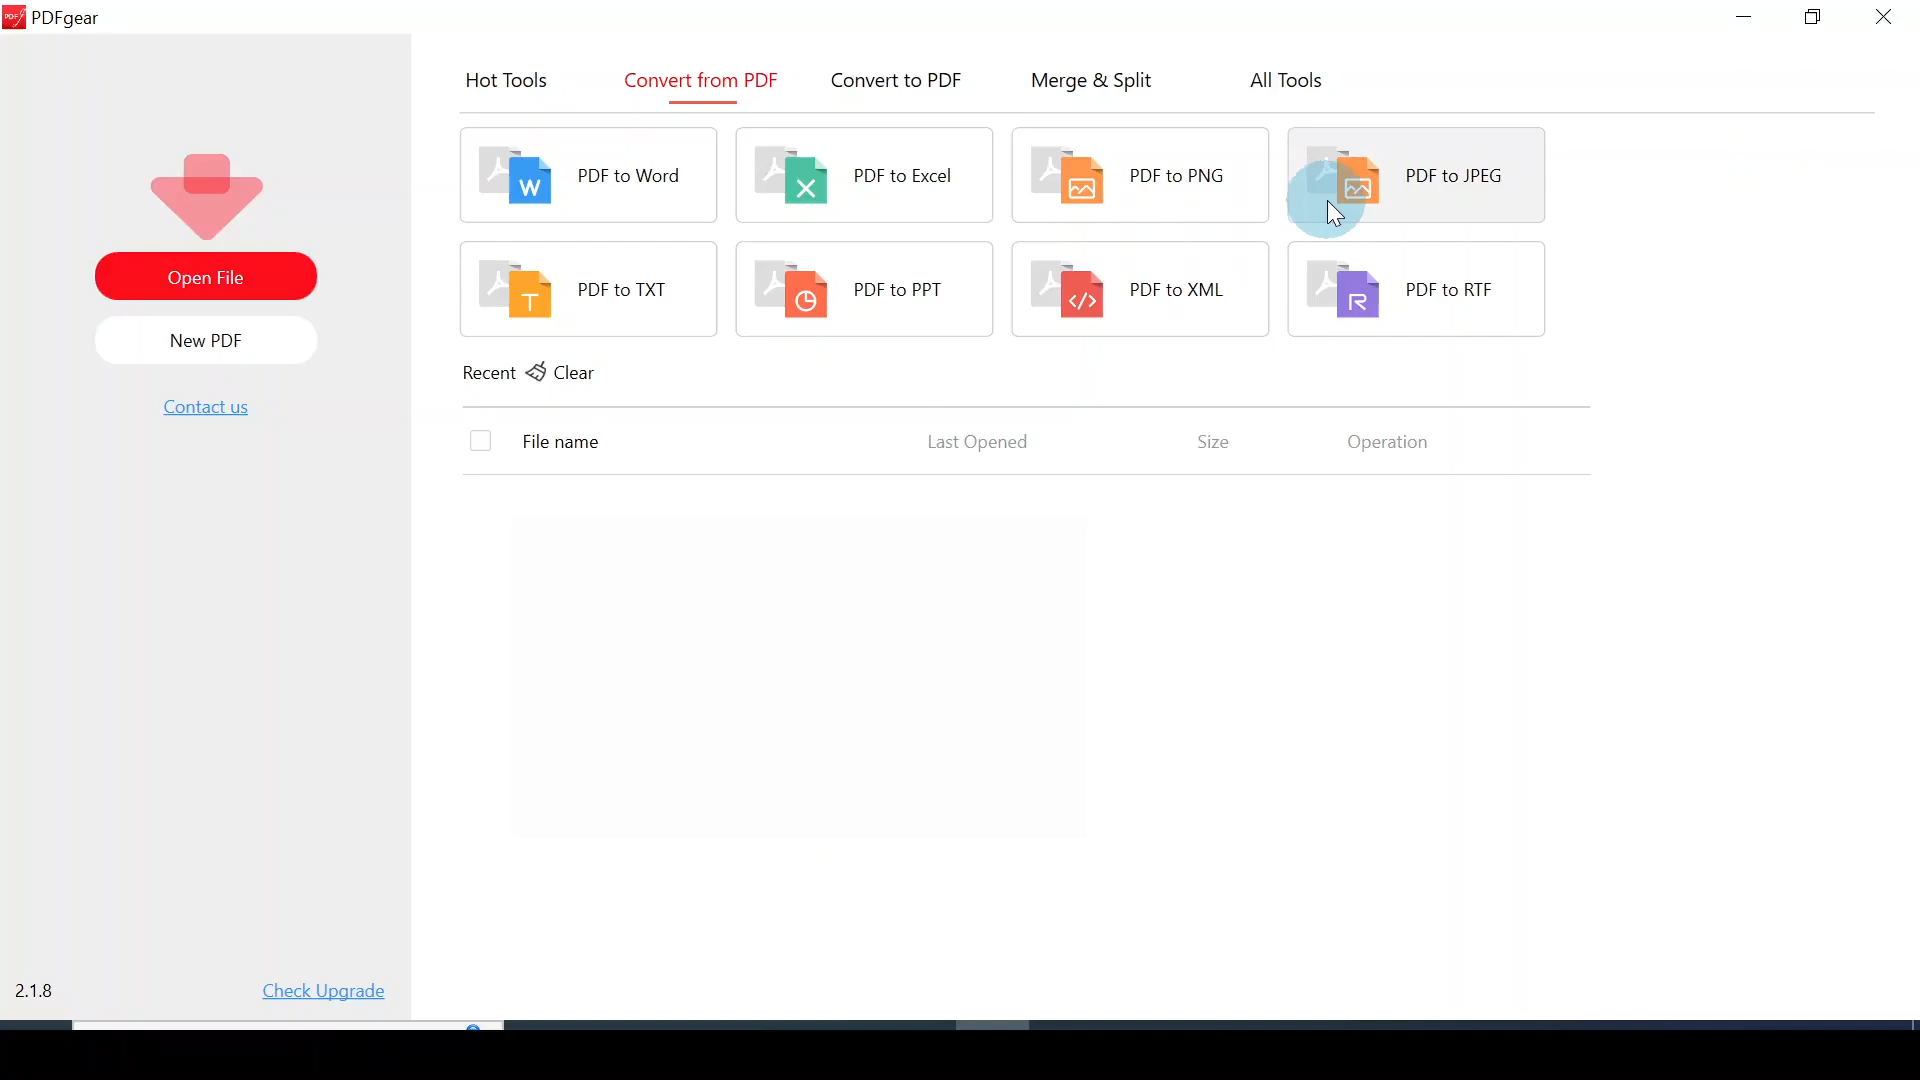 PDFgear
Hot Tools
Convert from PDF
Convert to PDF
Merge & Split
All Tools
PDF to Word
PDF to Excel
PDF to PNG
PDF to JPEG
PDF to TXT
PDF to PPT
PDF to XML
PDF to RTF
Open File
New PDF
Contact us
Recent Clear
File name
Last Opened
Size
Operation
2.1.8
Check Upgrade